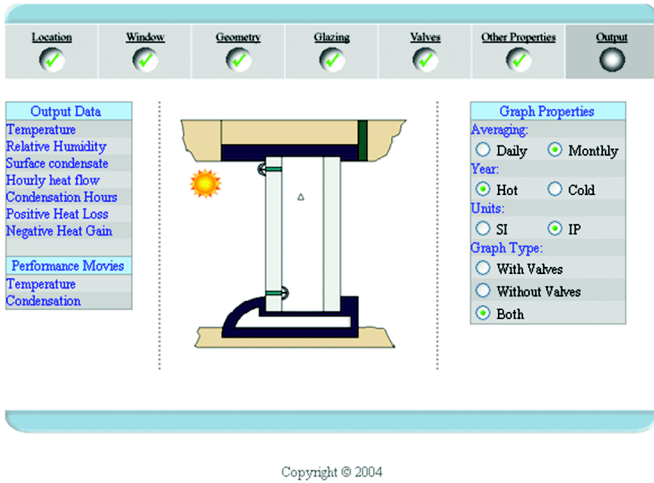 Location Window Geometry Glazing Valves Other Properties Output
Output Data
Temperature
Relative Humidity
Surface condensate
Hourly heat flow
Condensation Hours
Positive Heat Loss
Negative Heat Gain
Performance Movies
Temperature
Condensation
Graph Properties
Averaging:
Daily Monthly
Year:
Hot Cold
Units:
SI IP
Graph Type:
With Valves
Without Valves
Both
Copyright © 2004